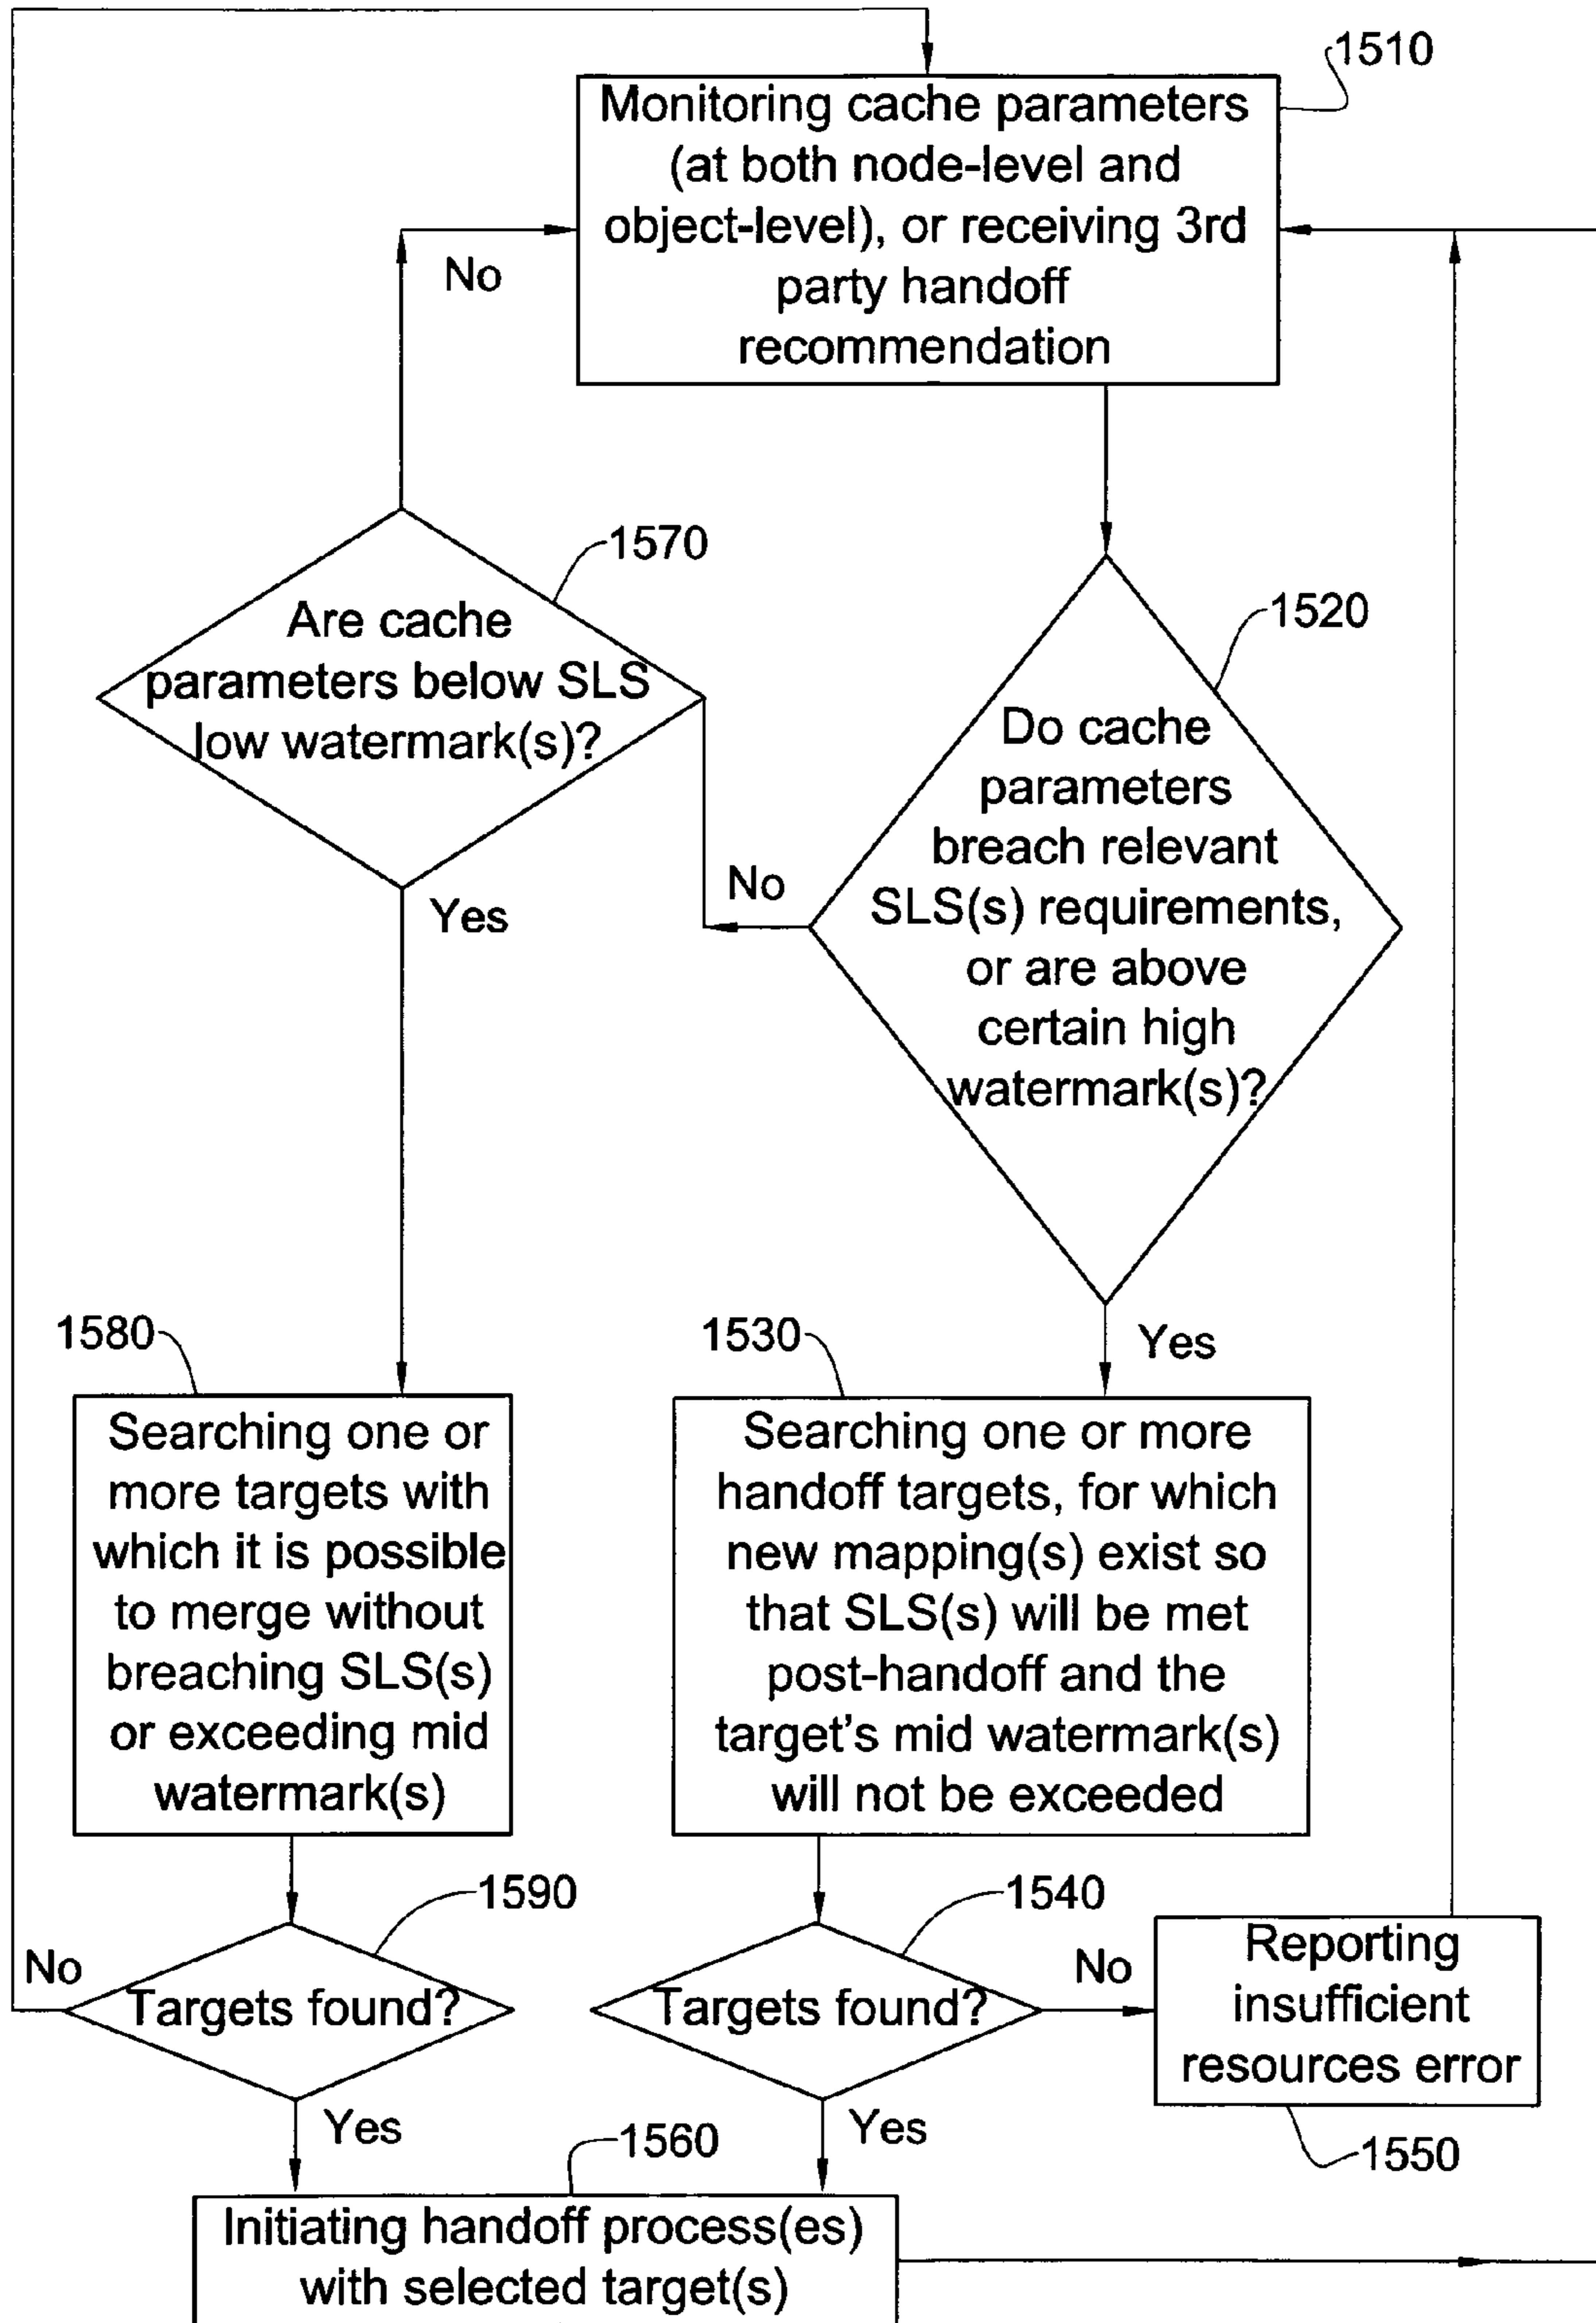 1510
Monitoring cache parameters
(at both node-level and
object-level), or receiving 3rd
party handoff
recommendation
No
1570
Are cache
parameters below SLS
low watermark(s)?
Yes
1520
Do cache
parameters
breach relevant
SLS(s) requirements,
or are above
certain high
watermark(s)?
No
Yes
1580
Searching one or
more targets with
which it is possible
to merge without
breaching SLS(s)
or exceeding mid
watermark(s)
1530
Searching one or more
handoff targets, for which
new mapping(s) exist so
that SLS(s) will be met
post-handoff and the
target's mid watermark(s)
will not be exceeded
1590
No
Targets found?
Yes
1540
Targets found?
No
Yes
Reporting
insufficient
resources error
1550
1560
Initiating handoff process(es)
with selected target(s)